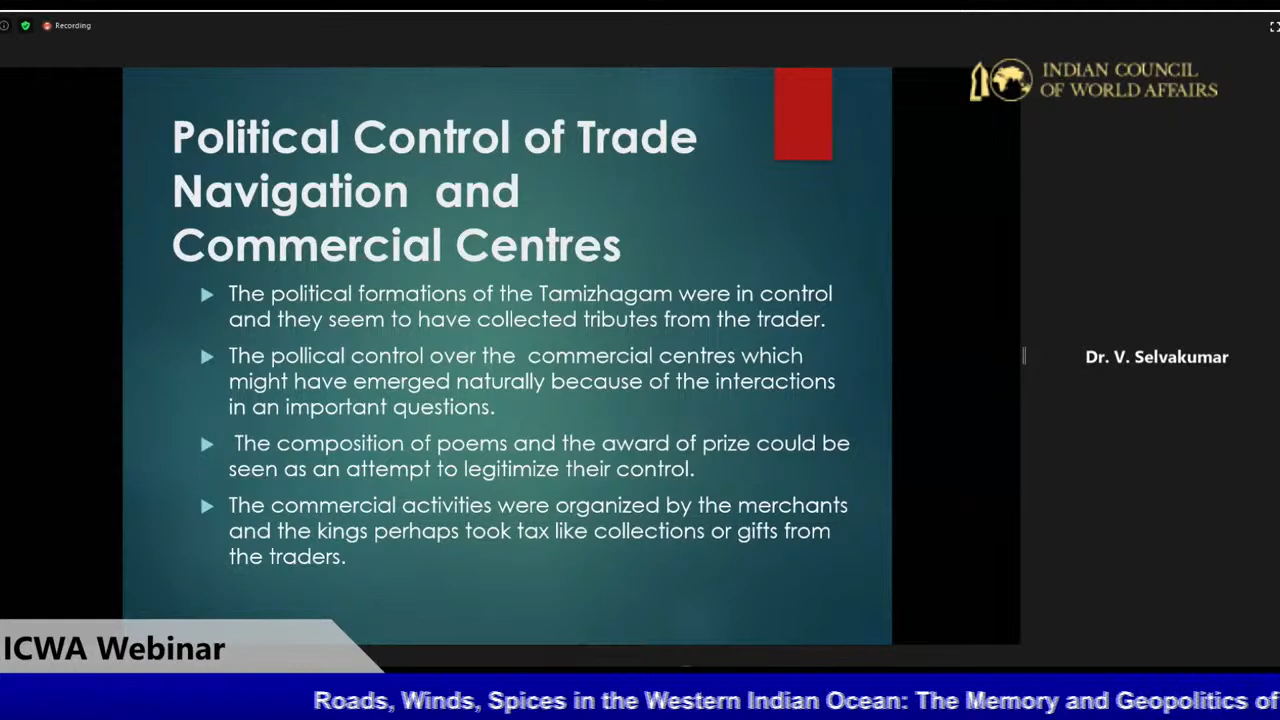 Recording
INDIAN COUNCIL
OF WORLD AFFAIRS
Political Control of Trade
Navigation and
Commercial Centres
The political formations of the Tamizhagam were in control
and they seem to have collected tributes from the trader.
The pollical control over the commercial centres which
might have emerged naturally because of the interactions
in an important questions.
The composition of poems and the award of prize could be
seen as an attempt to legitimize their control.
The commercial activities were organized by the merchants
and the kings perhaps took tax like collections or gifts from
the traders.
Dr. V. Selvakumar
ICWA Webinar
Roads, Winds, Spices in the Western Indian Ocean: The Memory and Geopolitics of